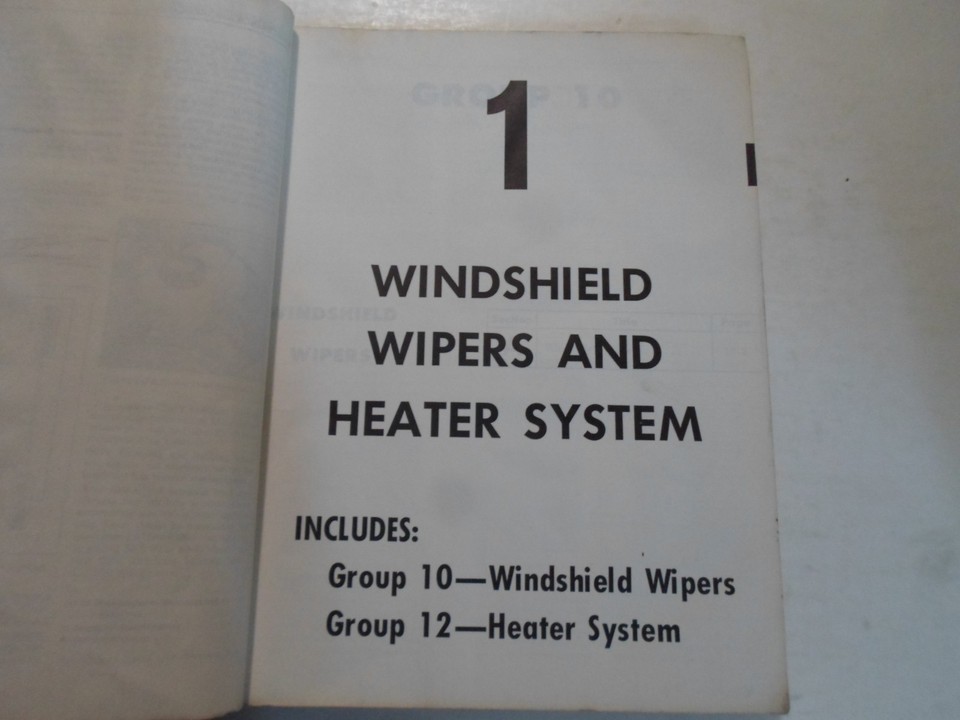 1
WINDSHIELD
WIPERS AND
HEATER SYSTEM
INCLUDES:
Group 10—Windshield Wipers
Group 12—Heater System